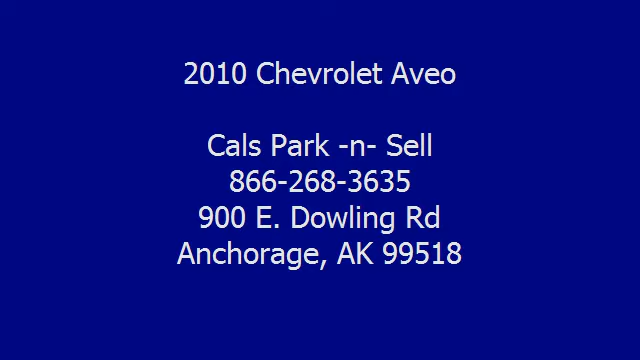 2010 Chevrolet Aveo
Cals Park -n- Sell
866-268-3635
900 E. Dowling Rd
Anchorage, AK 99518